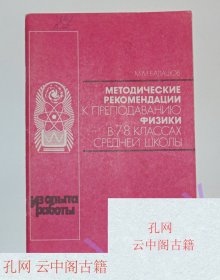 М.М.БАЛАШОВ
МЕТОДИЧЕСКИЕ
РЕКОМЕНДАЦИИ
К ПРЕПОДАВАНИЮ
ФИЗИКИ
В 7-8 КЛАССАХ
СРЕДНЕЙ ШКОЛЫ
из опыта
работы
孔网
云中阁古籍
孔网
云中阁古籍